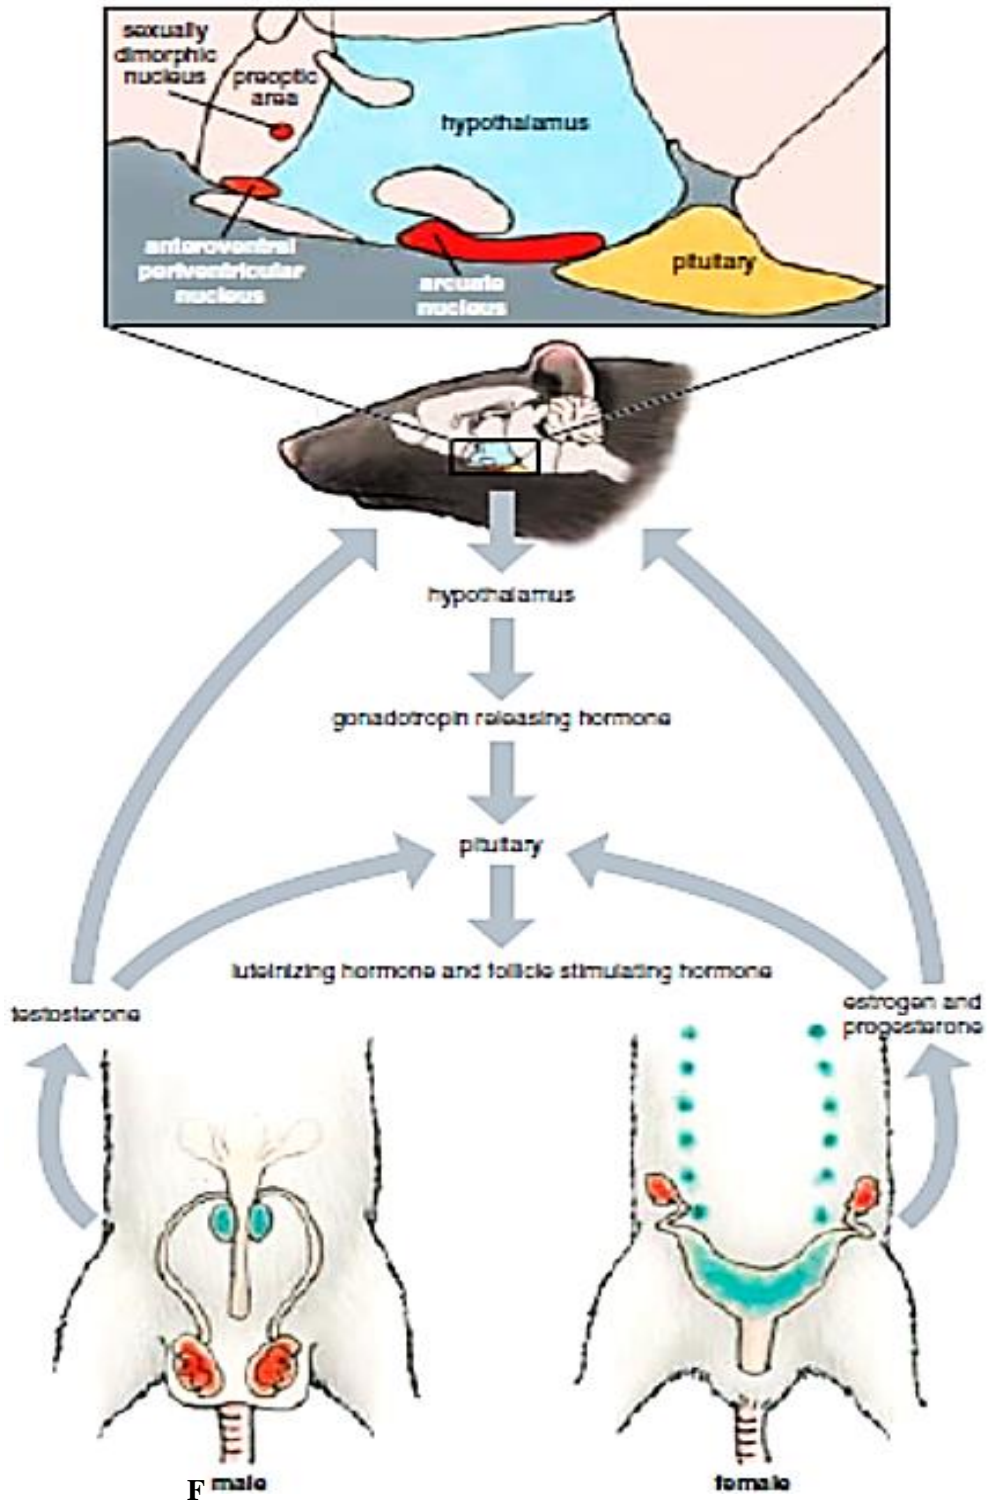 sexually
dimorphic
nucleus
preoptic
area
hypothalamus
anteroventral
periventricular
nucleus
arcuate
nucleus
pituitary
hypothalamus
gonadotropin releasing hormone
pituitary
luteinizing hormone and follicle stimulating hormone
testosterone
estrogen and
progesterone
F male
female